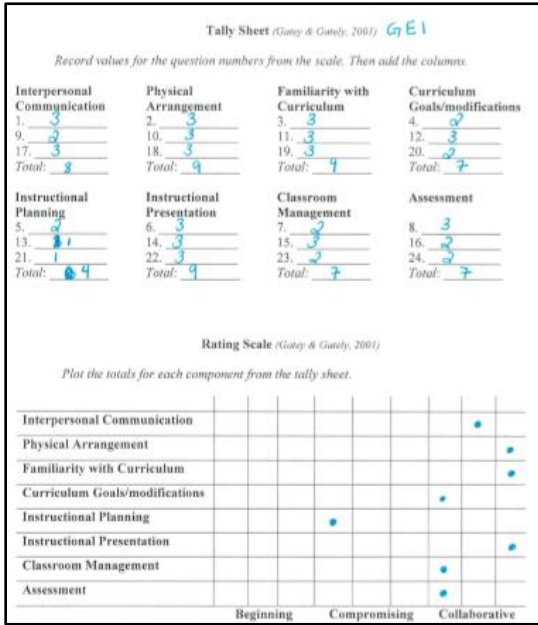 Tally Sheet (Gately & Gately, 2001) GE1
Record values for the question numbers from the scale. Then add the columns.
Interpersonal Communication
1. 3
9. 2
17. 3
Total: 8
Physical Arrangement
2. 3
10. 3
18. 3
Total: 9
Familiarity with Curriculum
3. 3
11. 3
19. 3
Total: 9
Curriculum Goals/modifications
4. 2
12. 3
20. 2
Total: 7
Instructional Planning
5. 2
13. 1
21. 1
Total: 4
Instructional Presentation
6. 3
14. 3
22. 3
Total: 9
Classroom Management
7. 2
15. 3
23. 2
Total: 7
Assessment
8. 3
16. 2
24. 2
Total: 7
Rating Scale (Gately & Gately, 2001)
Plot the totals for each component from the tally sheet.
Interpersonal Communication
Physical Arrangement
Familiarity with Curriculum
Curriculum Goals/modifications
Instructional Planning
Instructional Presentation
Classroom Management
Assessment
Beginning Compromising Collaborative